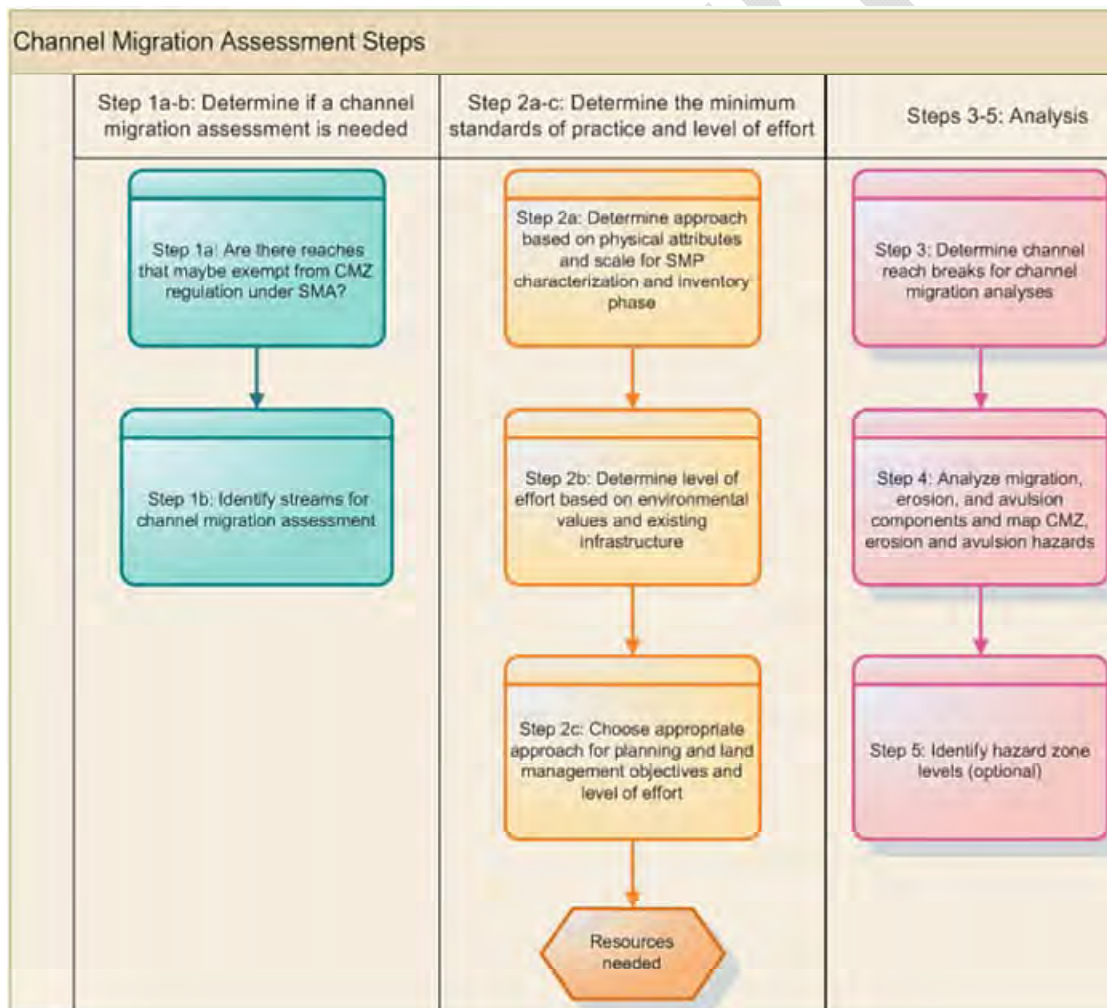 Channel Migration Assessment Steps
Step 1a-b: Determine if a channel
migration assessment is needed
Step 2a-c: Determine the minimum
standards of practice and level of effort
Steps 3-5: Analysis
Step 1a: Are there reaches
that maybe exempt from CMZ
regulation under SMA?
Step 1b: Identify streams for
channel migration assessment
Step 2a: Determine approach
based on physical attributes
and scale for SMP
characterization and inventory
phase
Step 2b: Determine level of
effort based on environmental
values and existing
infrastructure
Step 2c: Choose appropriate
approach for planning and land
management objectives and
level of effort
Resources
needed
Step 3: Determine channel
reach breaks for channel
migration analyses
Step 4: Analyze migration,
erosion, and avulsion
components and map CMZ,
erosion and avulsion hazards
Step 5: Identify hazard zone
levels (optional)